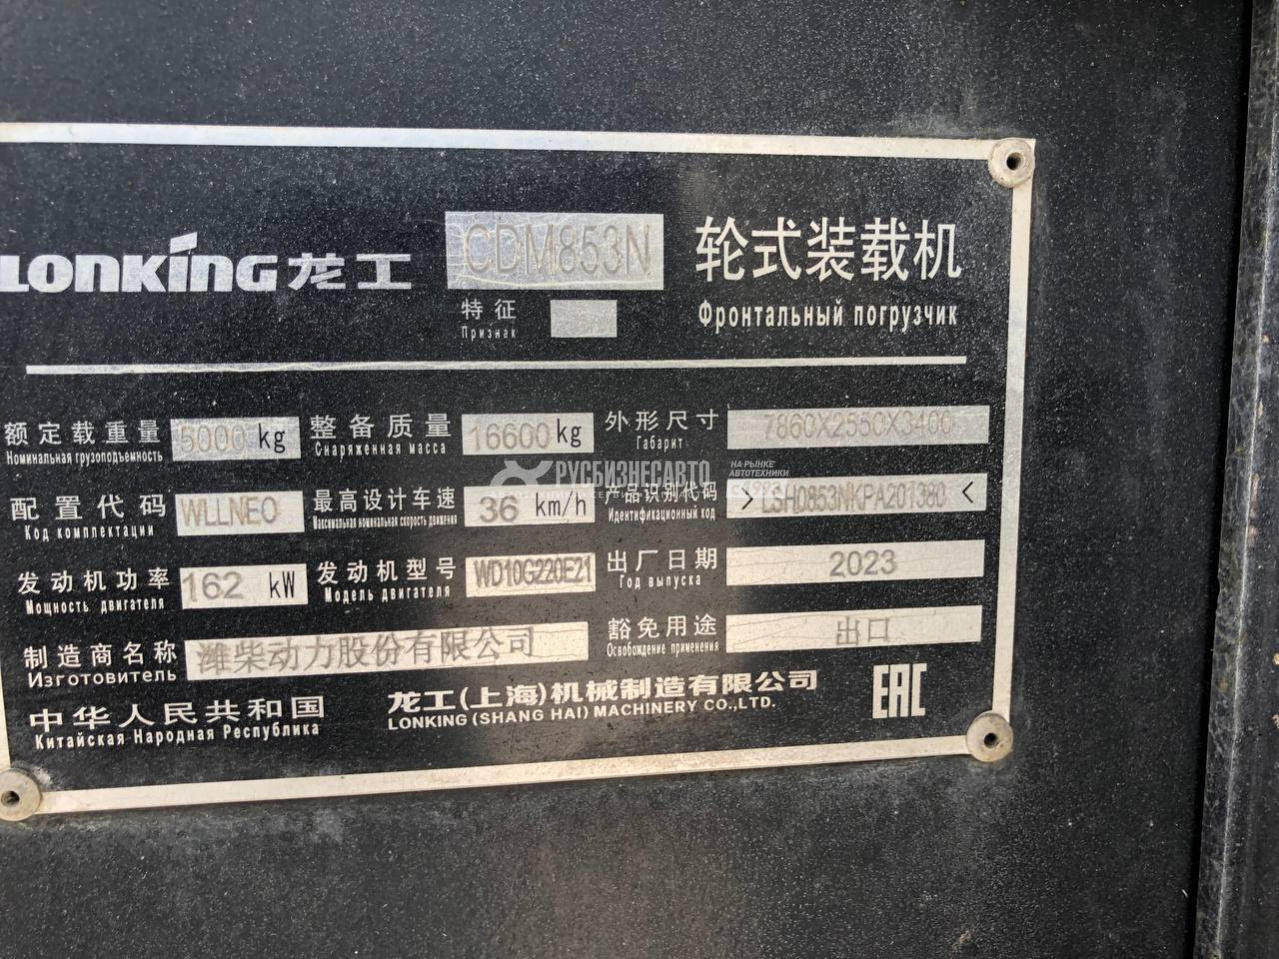 LONKING 龙工 CDM853N 轮式装载机
特征
Признак
Фронтальный погрузчик
额定载重量 5000 kg 整备质量 16600 kg 外形尺寸 7860X2550X3400
Номинальная грузоподъемность Снаряженная масса Габарит
РУСБИЗНЕСАВТО НА РЫНКЕ АВТОТЕХНИКИ
配置代码 WLLNEO 最高设计车速 36 km/h 产品识别代码 >LSH0853NKPA201380<
Код комплектации Максимальная номинальная скорость движения Идентификационный код
发动机功率 162 kW 发动机型号 WD10G220E21 出厂日期 2023
Мощность двигателя Модель двигателя Год выпуска
制造商名称 潍柴动力股份有限公司 豁免用途 出口
Изготовитель Освобождение применения
中华人民共和国 龙工(上海)机械制造有限公司 EAC
Китайская Народная Республика LONKING (SHANG HAI) MACHINERY CO.,LTD.